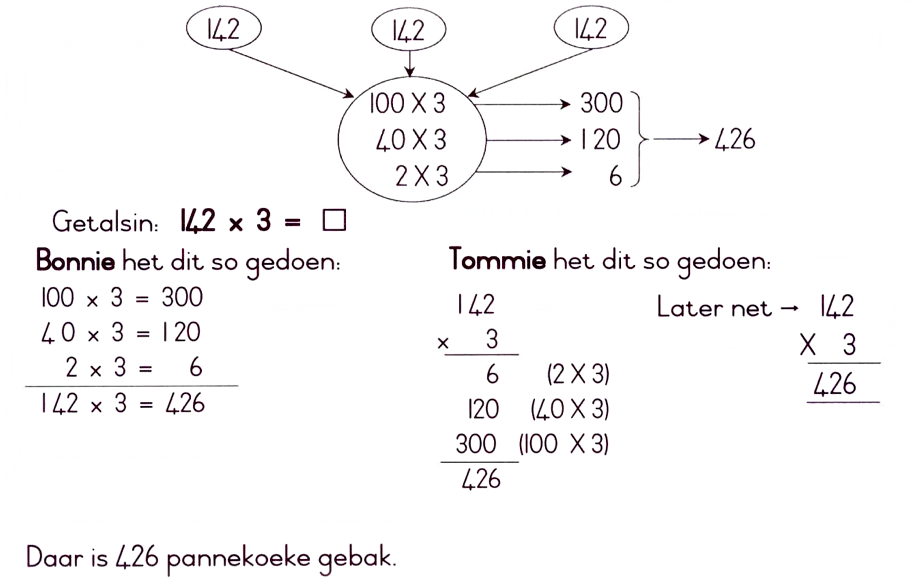 142 142 142
100 X 3 → 300
40 X 3 → 120 → 426
2 X 3 → 6
Getalsin: 142 × 3 = □
Bonnie het dit so gedoen:
100 × 3 = 300
40 × 3 = 120
2 × 3 = 6
142 × 3 = 426
Tommie het dit so gedoen:
142
× 3
6 (2 X 3)
120 (40 X 3)
300 (100 X 3)
426
Later net → 142
X 3
426
Daar is 426 pannekoeke gebak.